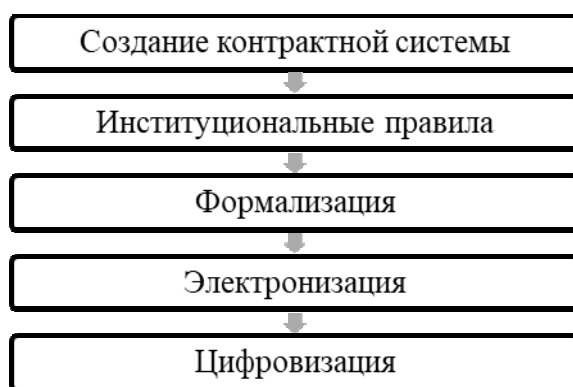 Создание контрактной системы
Институциональные правила
Формализация
Электронизация
Цифровизация